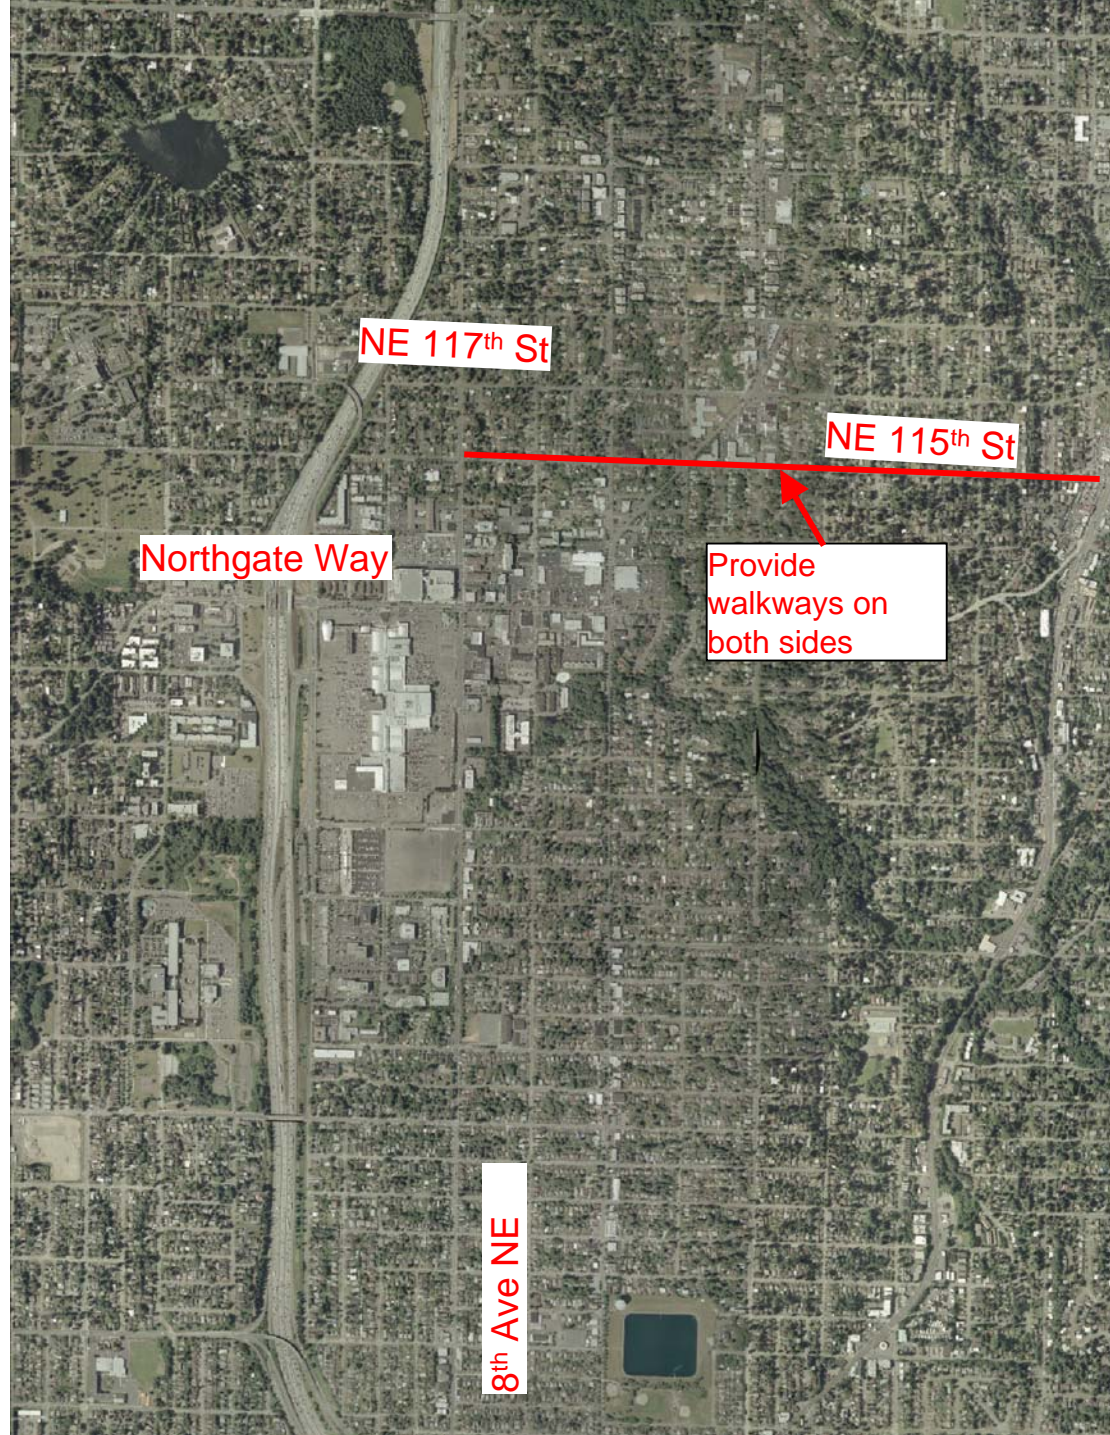 NE 117th St
NE 115th St
Northgate Way
Provide
walkways on
both sides
8th Ave NE